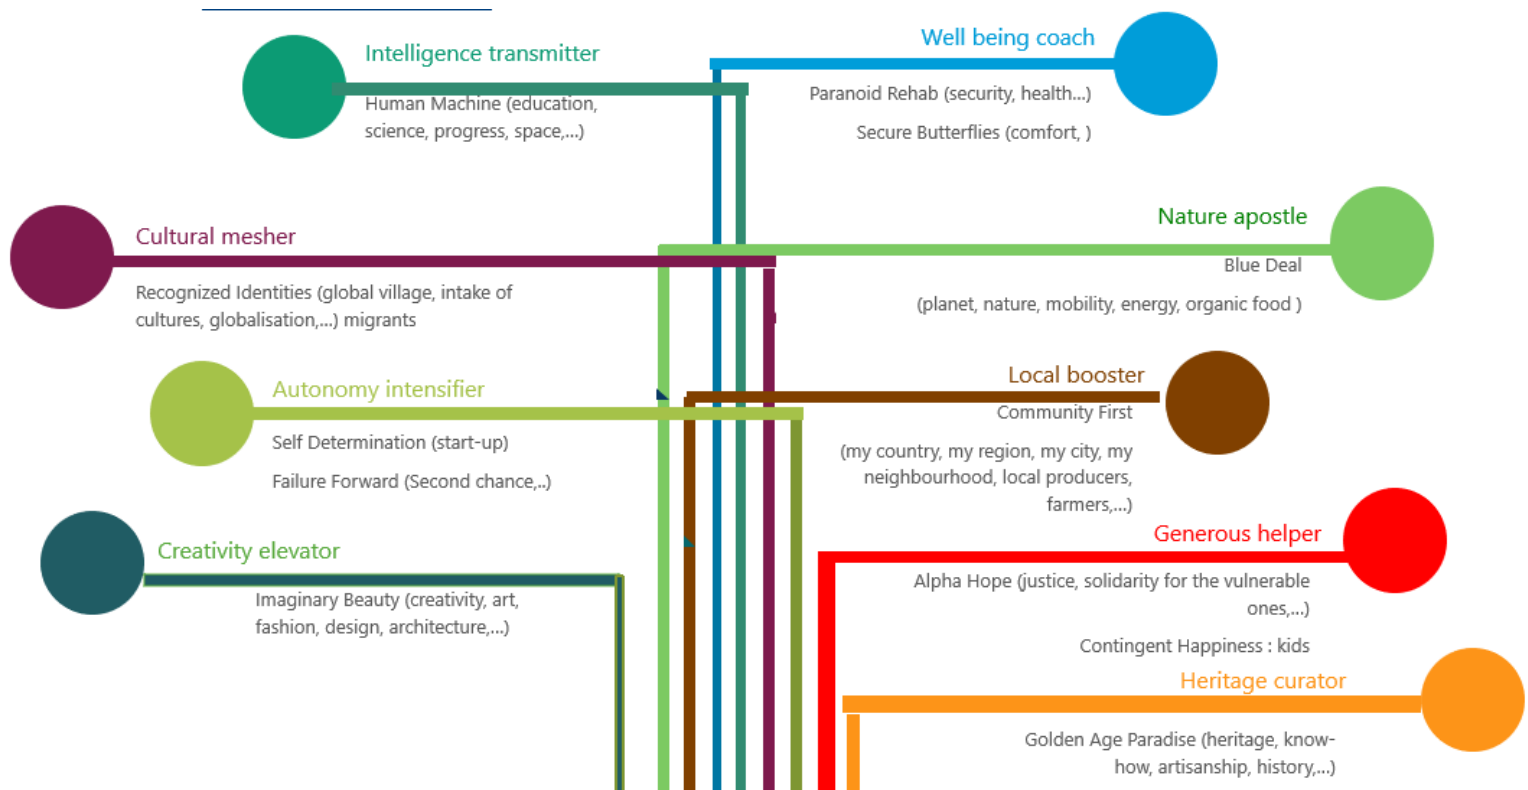 Intelligence transmitter
Human Machine (education,
science, progress, space,...)
Well being coach
Paranoid Rehab (security, health...)
Secure Butterflies (comfort, )
Cultural mesher
Recognized Identities (global village, intake of
cultures, globalisation,...) migrants
Nature apostle
Blue Deal
(planet, nature, mobility, energy, organic food )
Autonomy intensifier
Self Determination (start-up)
Failure Forward (Second chance,..)
Local booster
Community First
(my country, my region, my city, my
neighbourhood, local producers,
farmers,...)
Creativity elevator
Imaginary Beauty (creativity, art,
fashion, design, architecture,...)
Generous helper
Alpha Hope (justice, solidarity for the vulnerable
ones,...)
Contingent Happiness : kids
Heritage curator
Golden Age Paradise (heritage, know-
how, artisanship, history,...)